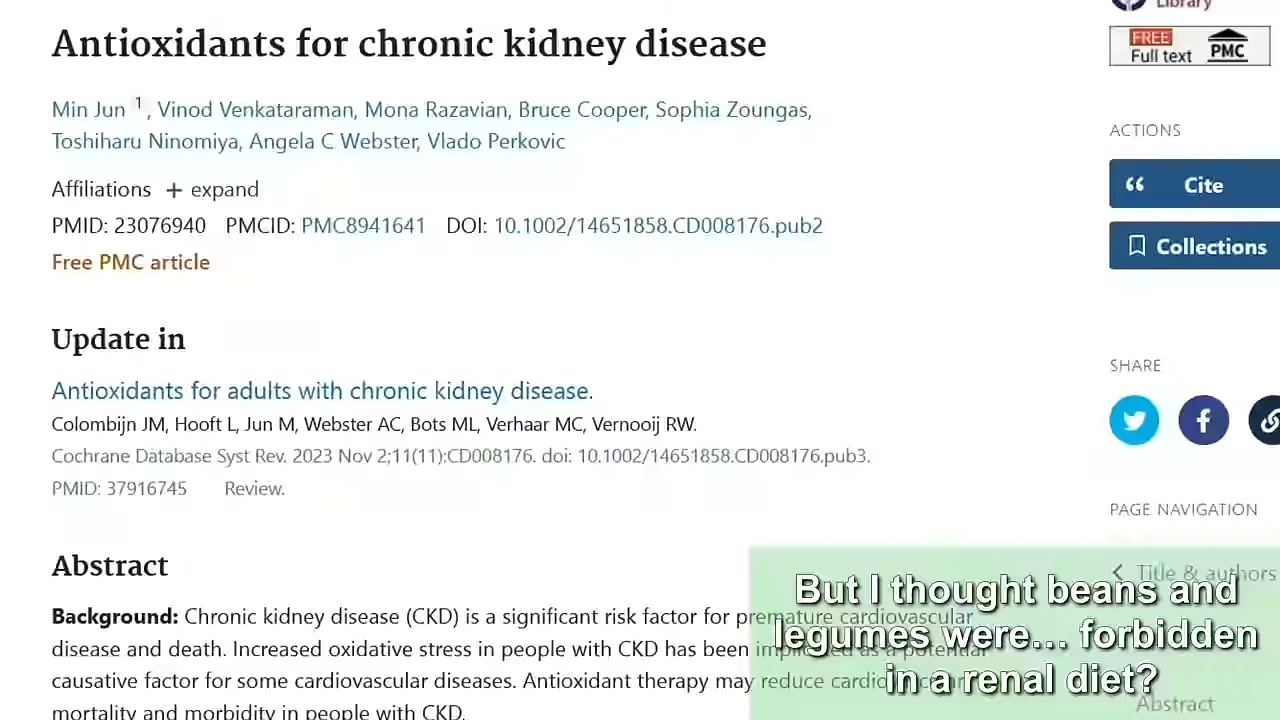 Antioxidants for chronic kidney disease
Min Jun 1, Vinod Venkataraman, Mona Razavian, Bruce Cooper, Sophia Zoungas,
Toshiharu Ninomiya, Angela C Webster, Vlado Perkovic
Affiliations + expand
PMID: 23076940 PMCID: PMC8941641 DOI: 10.1002/14651858.CD008176.pub2
Free PMC article
Update in
Antioxidants for adults with chronic kidney disease.
Colombijn JM, Hooft L, Jun M, Webster AC, Bots ML, Verhaar MC, Vernooij RW.
Cochrane Database Syst Rev. 2023 Nov 2;11(11):CD008176. doi: 10.1002/14651858.CD008176.pub3.
PMID: 37916745 Review.
Abstract
Background: Chronic kidney disease (CKD) is a significant risk factor for premature cardiovascular
disease and death. Increased oxidative stress in people with CKD has been implicated as a potential
causative factor for some cardiovascular diseases. Antioxidant therapy may reduce
mortality and morbidity in people with CKD.
Library
FREE
Full text PMC
ACTIONS
Cite
Collections
SHARE
PAGE NAVIGATION
Title & authors
Abstract
But I thought beans and
legumes were... forbidden
in a renal diet?